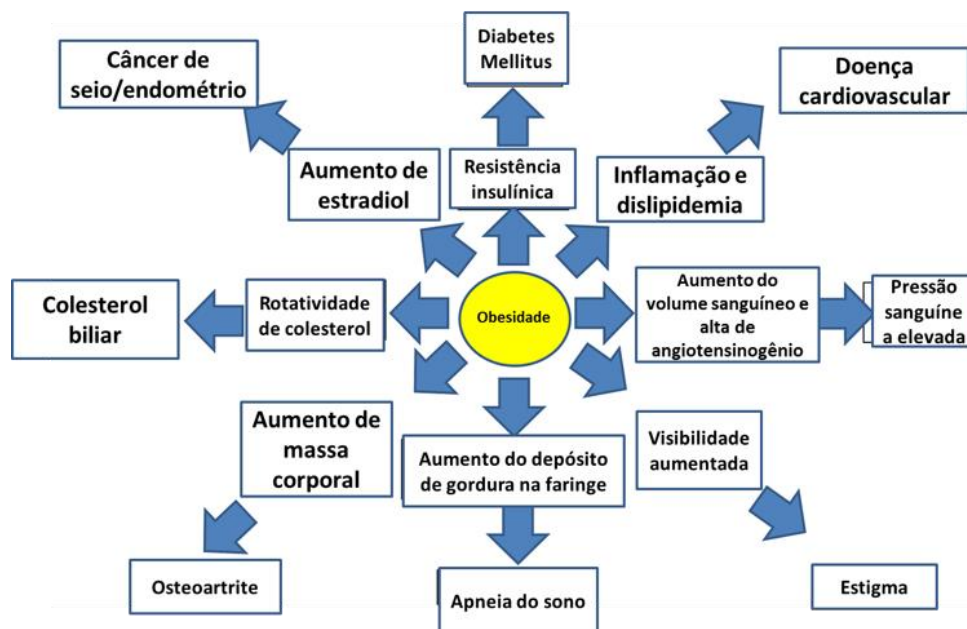 Diabetes
Mellitus
Câncer de
seio/endométrio
Doença
cardiovascular
Aumento de
estradiol
Resistência
insulínica
Inflamação e
dislipidemia
Colesterol
biliar
Rotatividade
de colesterol
Obesidade
Aumento do
volume sanguíneo e
alta de
angiotensinogênio
Pressão
sanguíne
a elevada
Aumento de
massa
corporal
Aumento do depósito
de gordura na faringe
Visibilidade
aumentada
Osteoartrite
Apneia do sono
Estigma